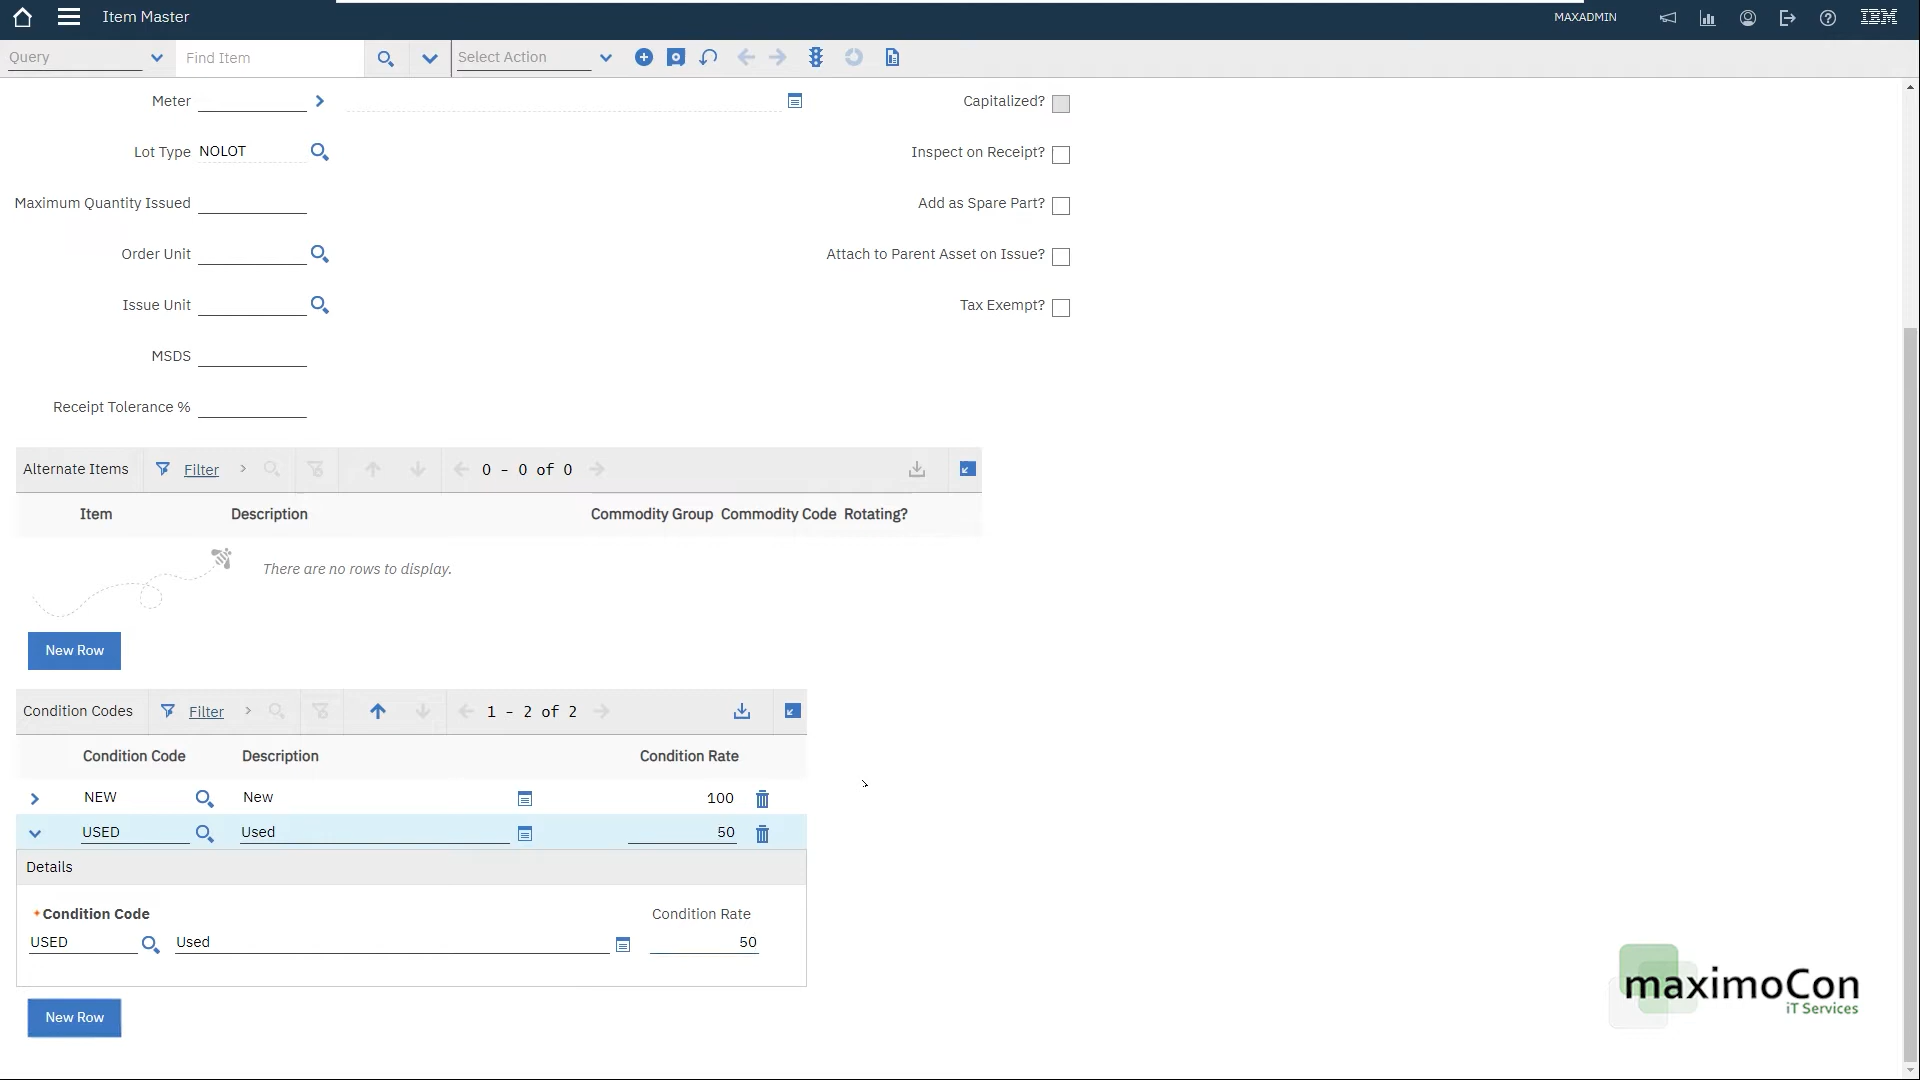 Item Master
MAXADMIN
IBM
Query
Find Item
Select Action
Meter
Capitalized?
Lot Type NOLOT
Inspect on Receipt?
Maximum Quantity Issued
Add as Spare Part?
Order Unit
Attach to Parent Asset on Issue?
Issue Unit
Tax Exempt?
MSDS
Receipt Tolerance %
Alternate Items Filter 0 - 0 of 0
Item Description Commodity Group Commodity Code Rotating?
There are no rows to display.
New Row
Condition Codes Filter 1 - 2 of 2
Condition Code Description Condition Rate
NEW New 100
USED Used 50
Details
Condition Code Condition Rate
USED Used 50
New Row
maximoCon
iT Services